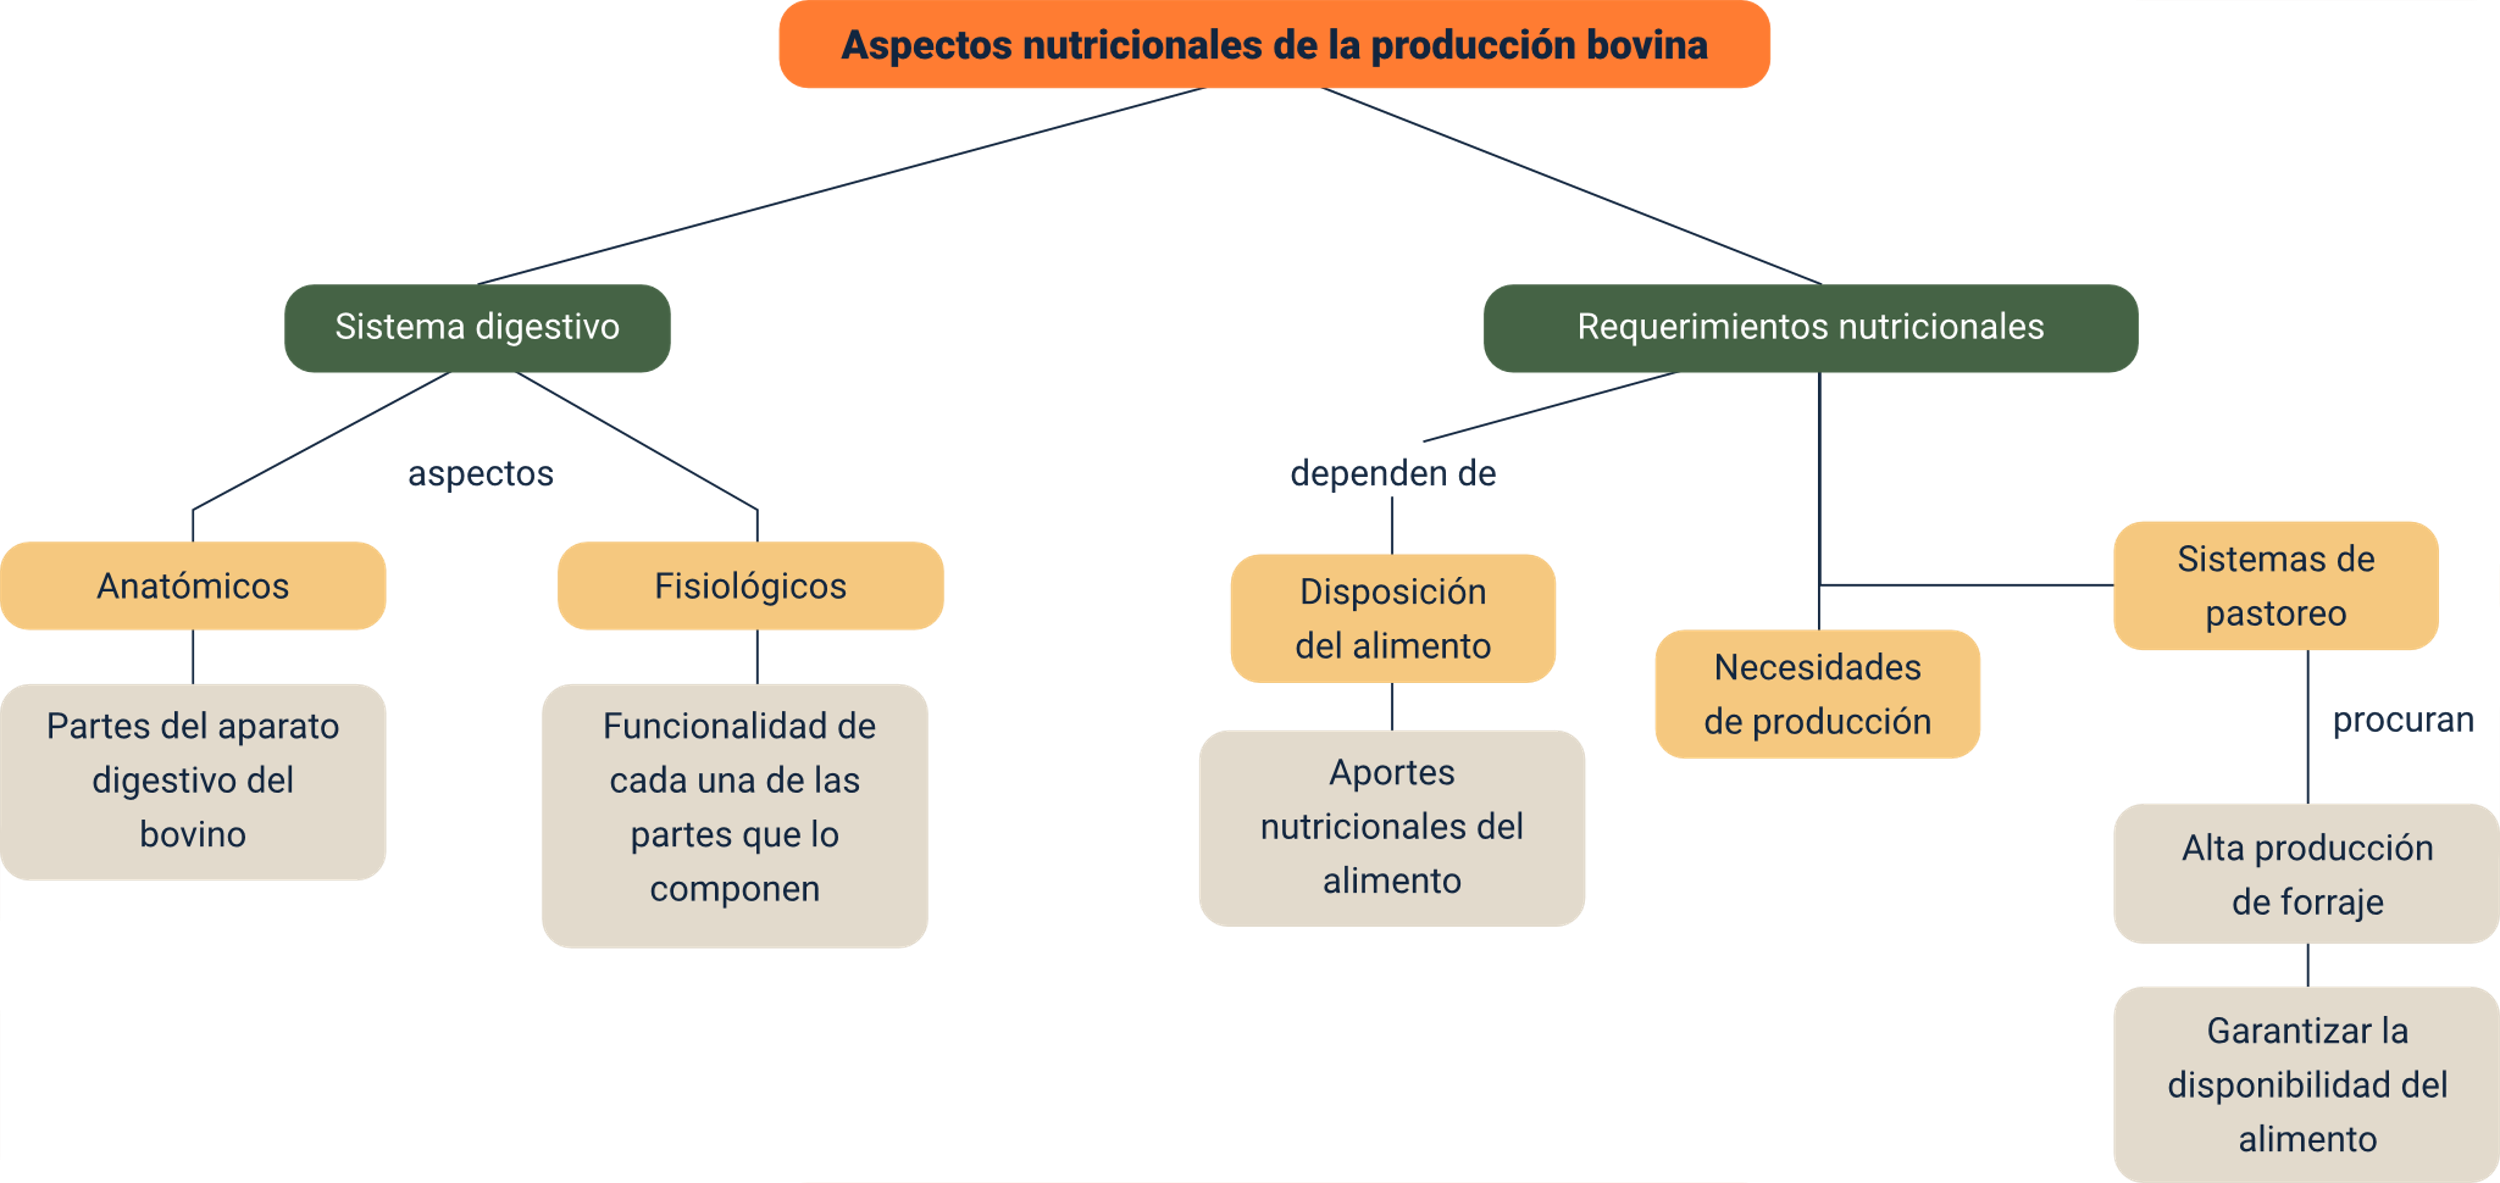 Aspectos nutricionales de la producción bovina
Sistema digestivo
Requerimientos nutricionales
aspectos
dependen de
Anatómicos
Fisiológicos
Disposición
del alimento
Necesidades
de producción
Sistemas de
pastoreo
procuran
Partes del aparato
digestivo del
bovino
Funcionalidad de
cada una de las
partes que lo
componen
Aportes
nutricionales del
alimento
Alta producción
de forraje
Garantizar la
disponibilidad del
alimento